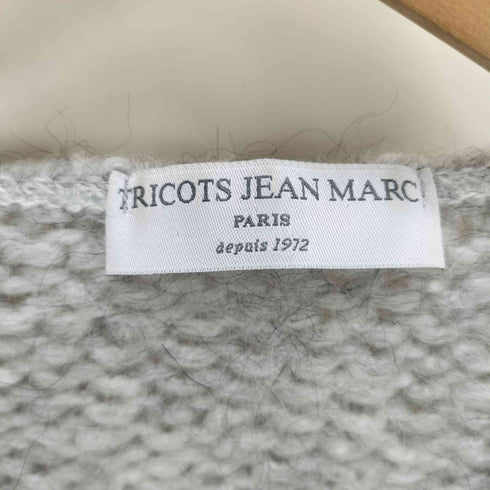 TRICOTS JEAN MARC
PARIS
depuis 1972